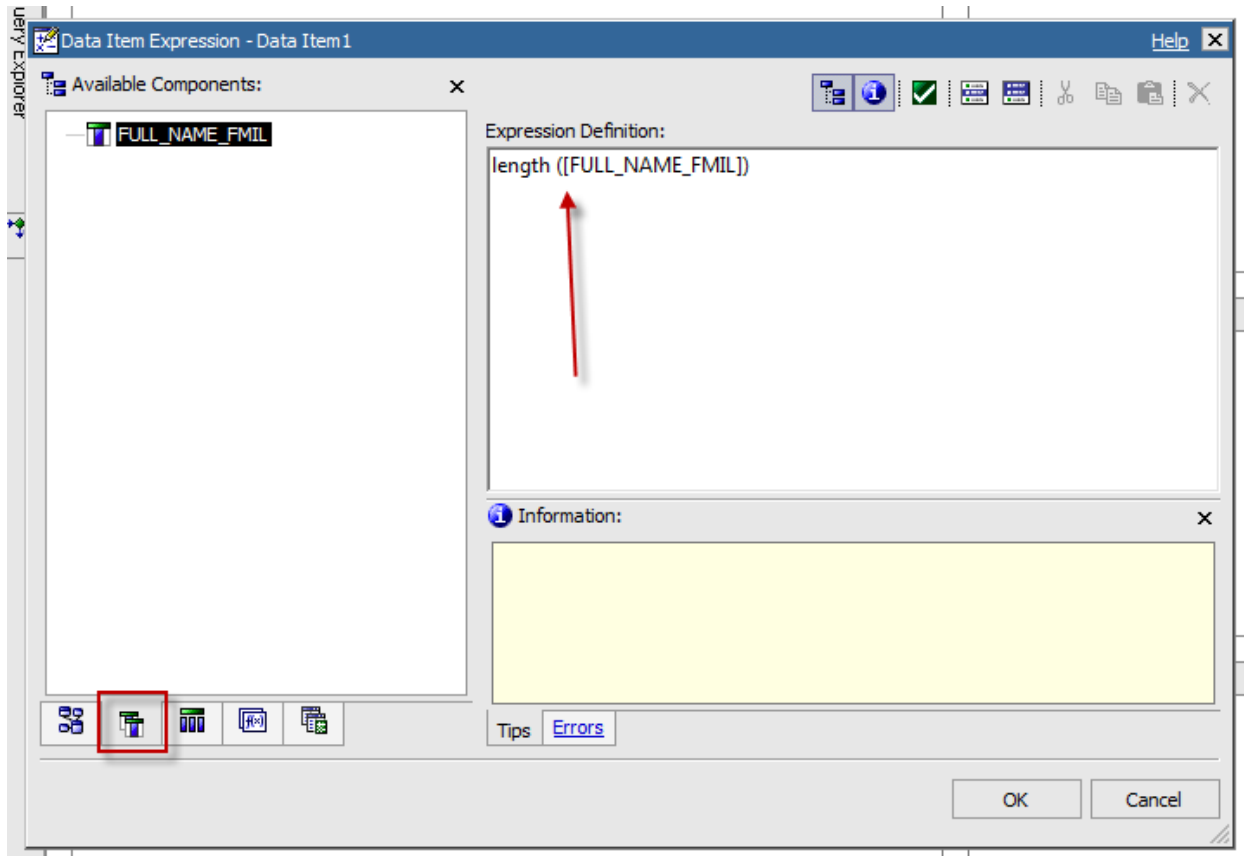 uery Explorer
Data Item Expression - Data Item1
Help
Available Components:
FULL_NAME_FMIL
Expression Definition:
length ([FULL_NAME_FMIL])
Information:
f(x)
Tips
Errors
OK
Cancel